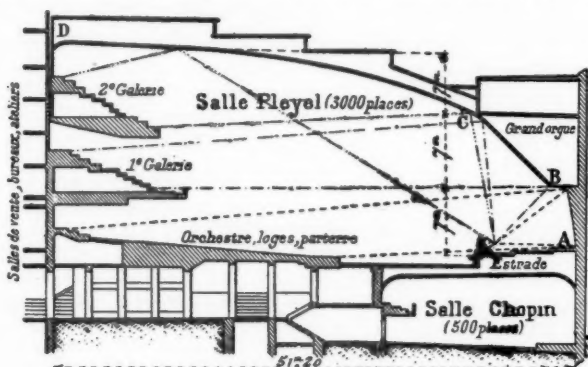 D
2e Galerie
Salle Pleyel (3000 places)
C
Grand orgue
1e Galerie
B
Salles de vente, bureaux, ateliers
Orchestre, loges, parterre
A
Estrade
Salle Chopin
(500 places)
51m20